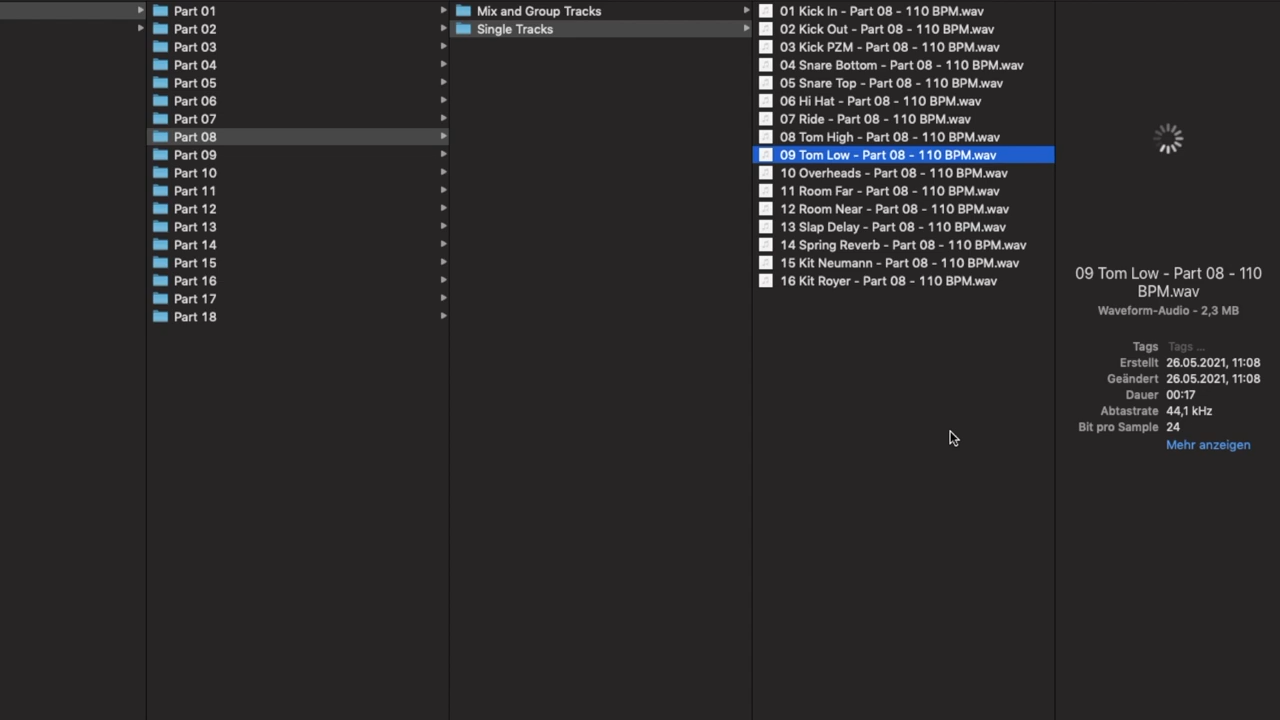 Part 01
Part 02
Part 03
Part 04
Part 05
Part 06
Part 07
Part 08
Part 09
Part 10
Part 11
Part 12
Part 13
Part 14
Part 15
Part 16
Part 17
Part 18
Mix and Group Tracks
Single Tracks
01 Kick In - Part 08 - 110 BPM.wav
02 Kick Out - Part 08 - 110 BPM.wav
03 Kick PZM - Part 08 - 110 BPM.wav
04 Snare Bottom - Part 08 - 110 BPM.wav
05 Snare Top - Part 08 - 110 BPM.wav
06 Hi Hat - Part 08 - 110 BPM.wav
07 Ride - Part 08 - 110 BPM.wav
08 Tom High - Part 08 - 110 BPM.wav
09 Tom Low - Part 08 - 110 BPM.wav
10 Overheads - Part 08 - 110 BPM.wav
11 Room Far - Part 08 - 110 BPM.wav
12 Room Near - Part 08 - 110 BPM.wav
13 Slap Delay - Part 08 - 110 BPM.wav
14 Spring Reverb - Part 08 - 110 BPM.wav
15 Kit Neumann - Part 08 - 110 BPM.wav
16 Kit Royer - Part 08 - 110 BPM.wav
09 Tom Low - Part 08 - 110
BPM.wav
Waveform-Audio - 2,3 MB
Tags Tags ...
Erstellt 26.05.2021, 11:08
Geändert 26.05.2021, 11:08
Dauer 00:17
Abtastrate 44,1 kHz
Bit pro Sample 24
Mehr anzeigen